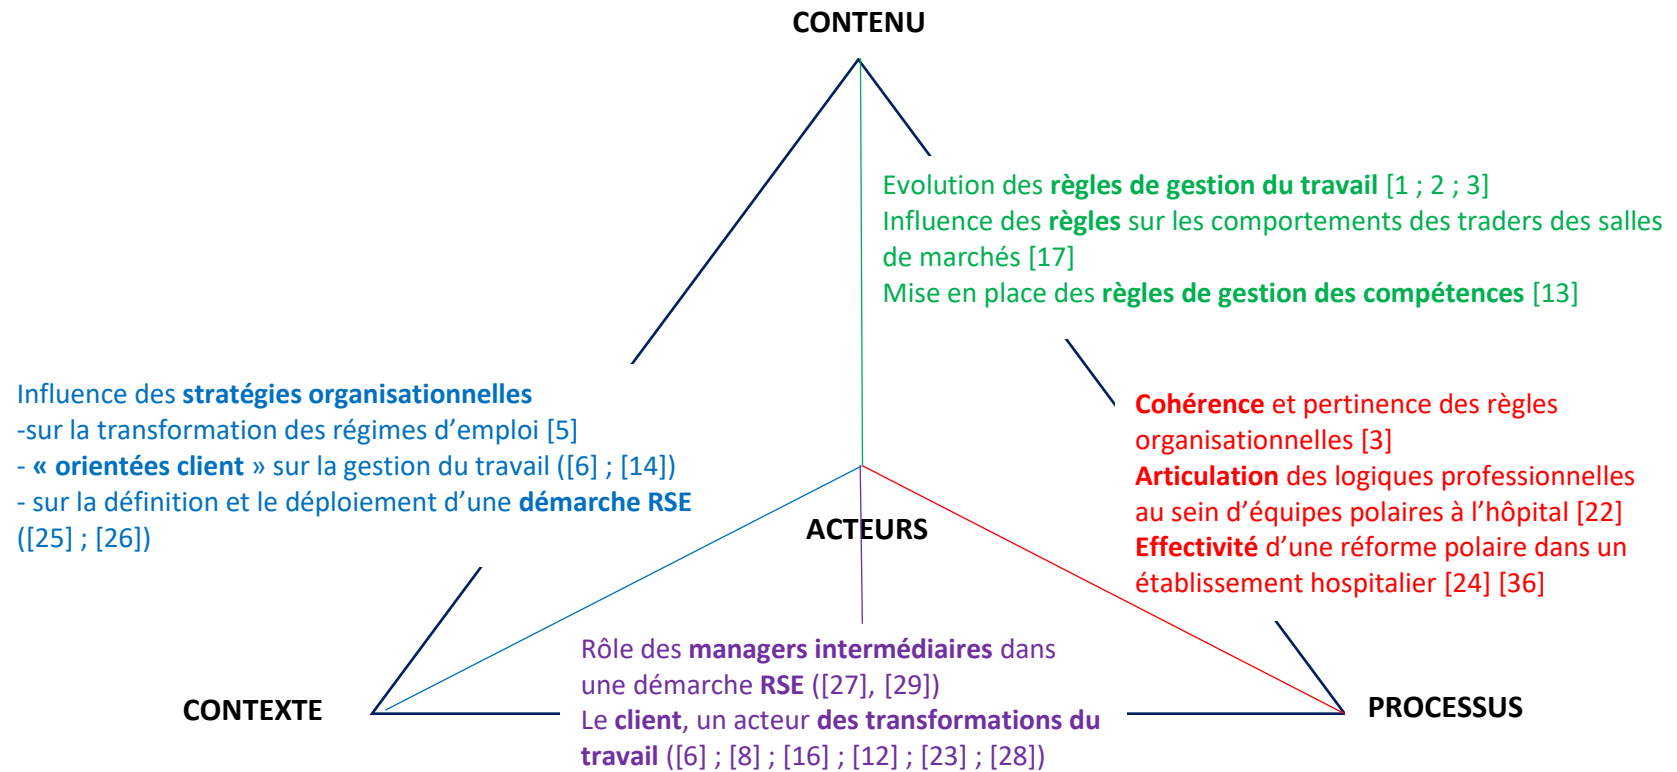 CONTENU
Evolution des règles de gestion du travail [1 ; 2 ; 3]
Influence des règles sur les comportements des traders des salles
de marchés [17]
Mise en place des règles de gestion des compétences [13]
Influence des stratégies organisationnelles
-sur la transformation des régimes d’emploi [5]
- « orientées client » sur la gestion du travail ([6] ; [14])
- sur la définition et le déploiement d’une démarche RSE
([25] ; [26])
Cohérence et pertinence des règles
organisationnelles [3]
Articulation des logiques professionnelles
au sein d’équipes polaires à l’hôpital [22]
Effectivité d’une réforme polaire dans un
établissement hospitalier [24] [36]
ACTEURS
Rôle des managers intermédiaires dans
une démarche RSE ([27], [29])
Le client, un acteur des transformations du
travail ([6] ; [8] ; [16] ; [12] ; [23] ; [28])
CONTEXTE
PROCESSUS